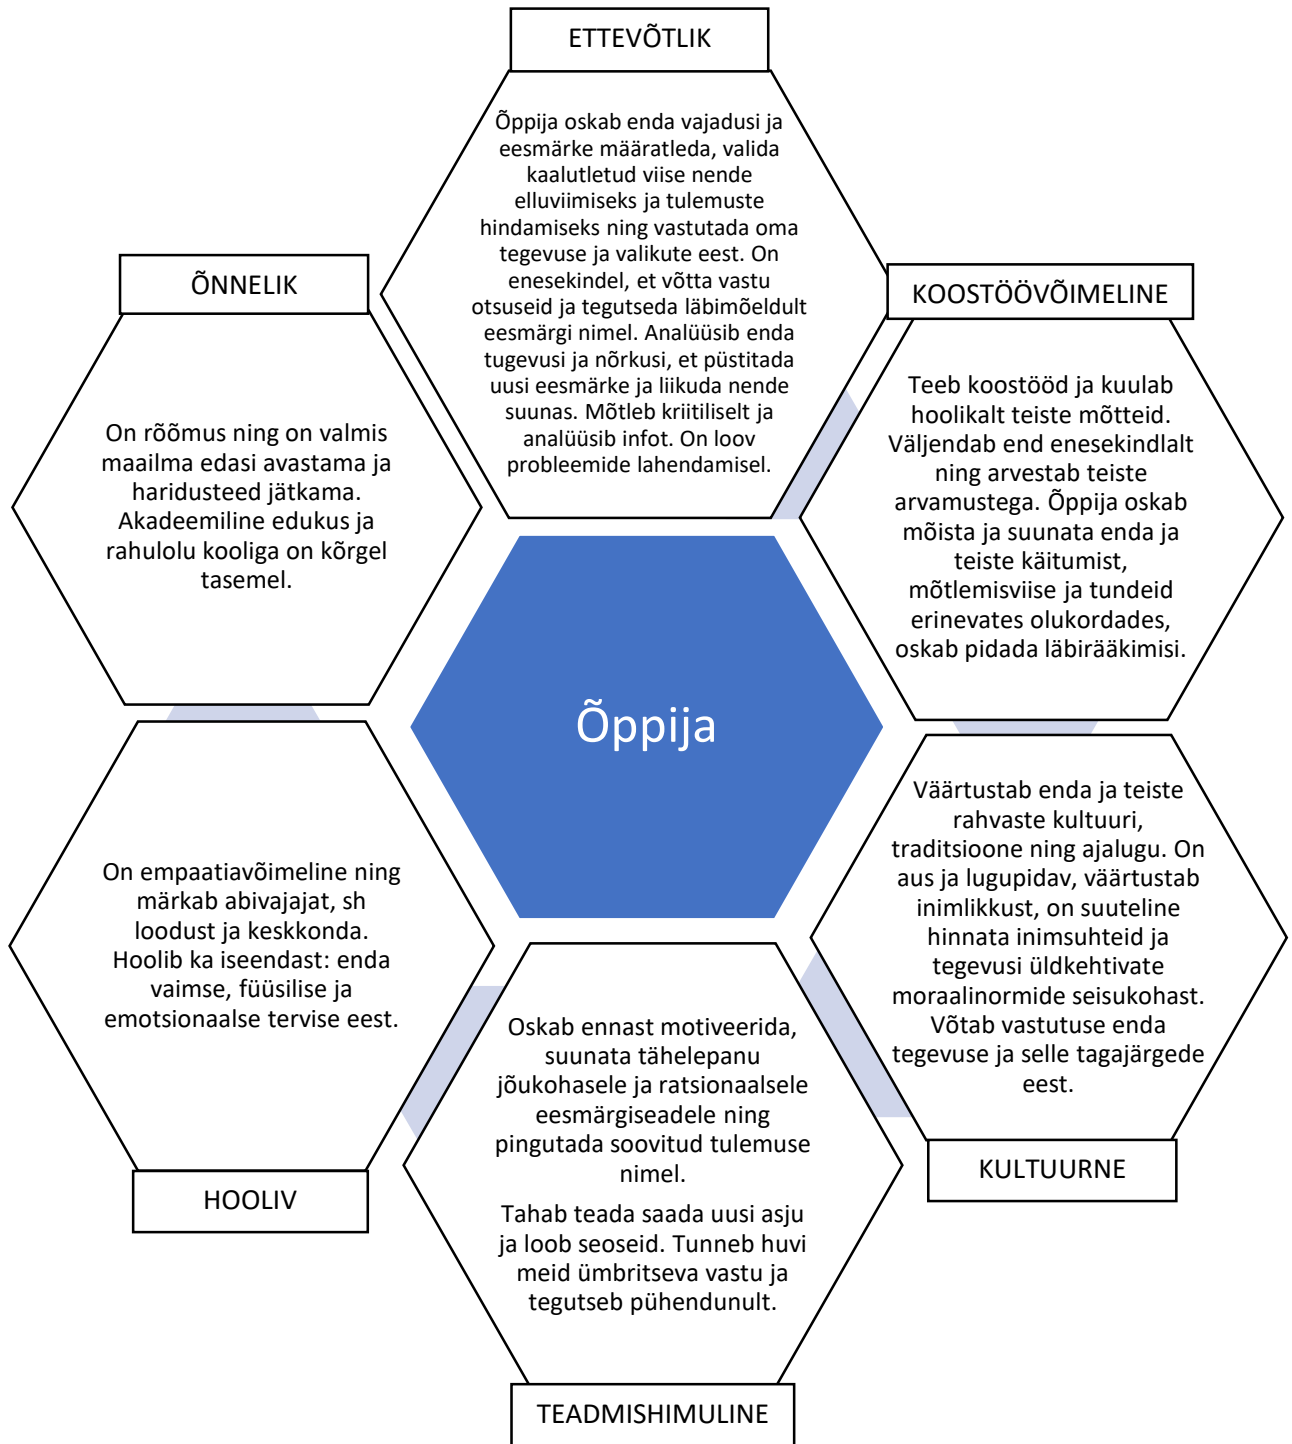 ETTEVÕTLIK
Õppija oskab enda vajadusi ja
eesmärke määratleda, valida
kaalutletud viise nende
elluviimiseks ja tulemuste
hindamiseks ning vastutada oma
tegevuse ja valikute eest. On
enesekindel, et võtta vastu
otsuseid ja tegutseda läbimõeldult
eesmärgi nimel. Analüüsib enda
tugevusi ja nõrkusi, et püstitada
uusi eesmärke ja liikuda nende
suunas. Mõtleb kriitiliselt ja
analüüsib infot. On loov
probleemide lahendamisel.
KOOSTÖÖVÕIMELINE
Teeb koostööd ja kuulab
hoolikalt teiste mõtteid.
Väljendab end enesekindlalt
ning arvestab teiste
arvamustega. Õppija oskab
mõista ja suunata enda ja
teiste käitumist,
mõtlemisviise ja tundeid
erinevates olukordades,
oskab pidada läbirääkimisi.
Väärtustab enda ja teiste
rahvaste kultuuri,
traditsioone ning ajalugu. On
aus ja lugupidav, väärtustab
inimlikkust, on suuteline
hinnata inimsuhteid ja
tegevusi üldkehtivate
moraalinormide seisukohast.
Võtab vastutuse enda
tegevuse ja selle tagajärgede
eest.
KULTUURNE
Oskab ennast motiveerida,
suunata tähelepanu
jõukohasele ja ratsionaalsele
eesmärgiseadele ning
pingutada soovitud tulemuse
nimel.
Tahab teada saada uusi asju
ja loob seoseid. Tunneb huvi
meid ümbritseva vastu ja
tegutseb pühendunult.
TEADMISHIMULINE
On empaatiavõimeline ning
märkab abivajajat, sh
loodust ja keskkonda.
Hoolib ka iseendast: enda
vaimse, füüsilise ja
emotsionaalse tervise eest.
HOOLIV
ÕNNELIK
On rõõmus ning on valmis
maailma edasi avastama ja
haridusteed jätkama.
Akadeemiline edukus ja
rahulolu kooliga on kõrgel
tasemel.
Õppija